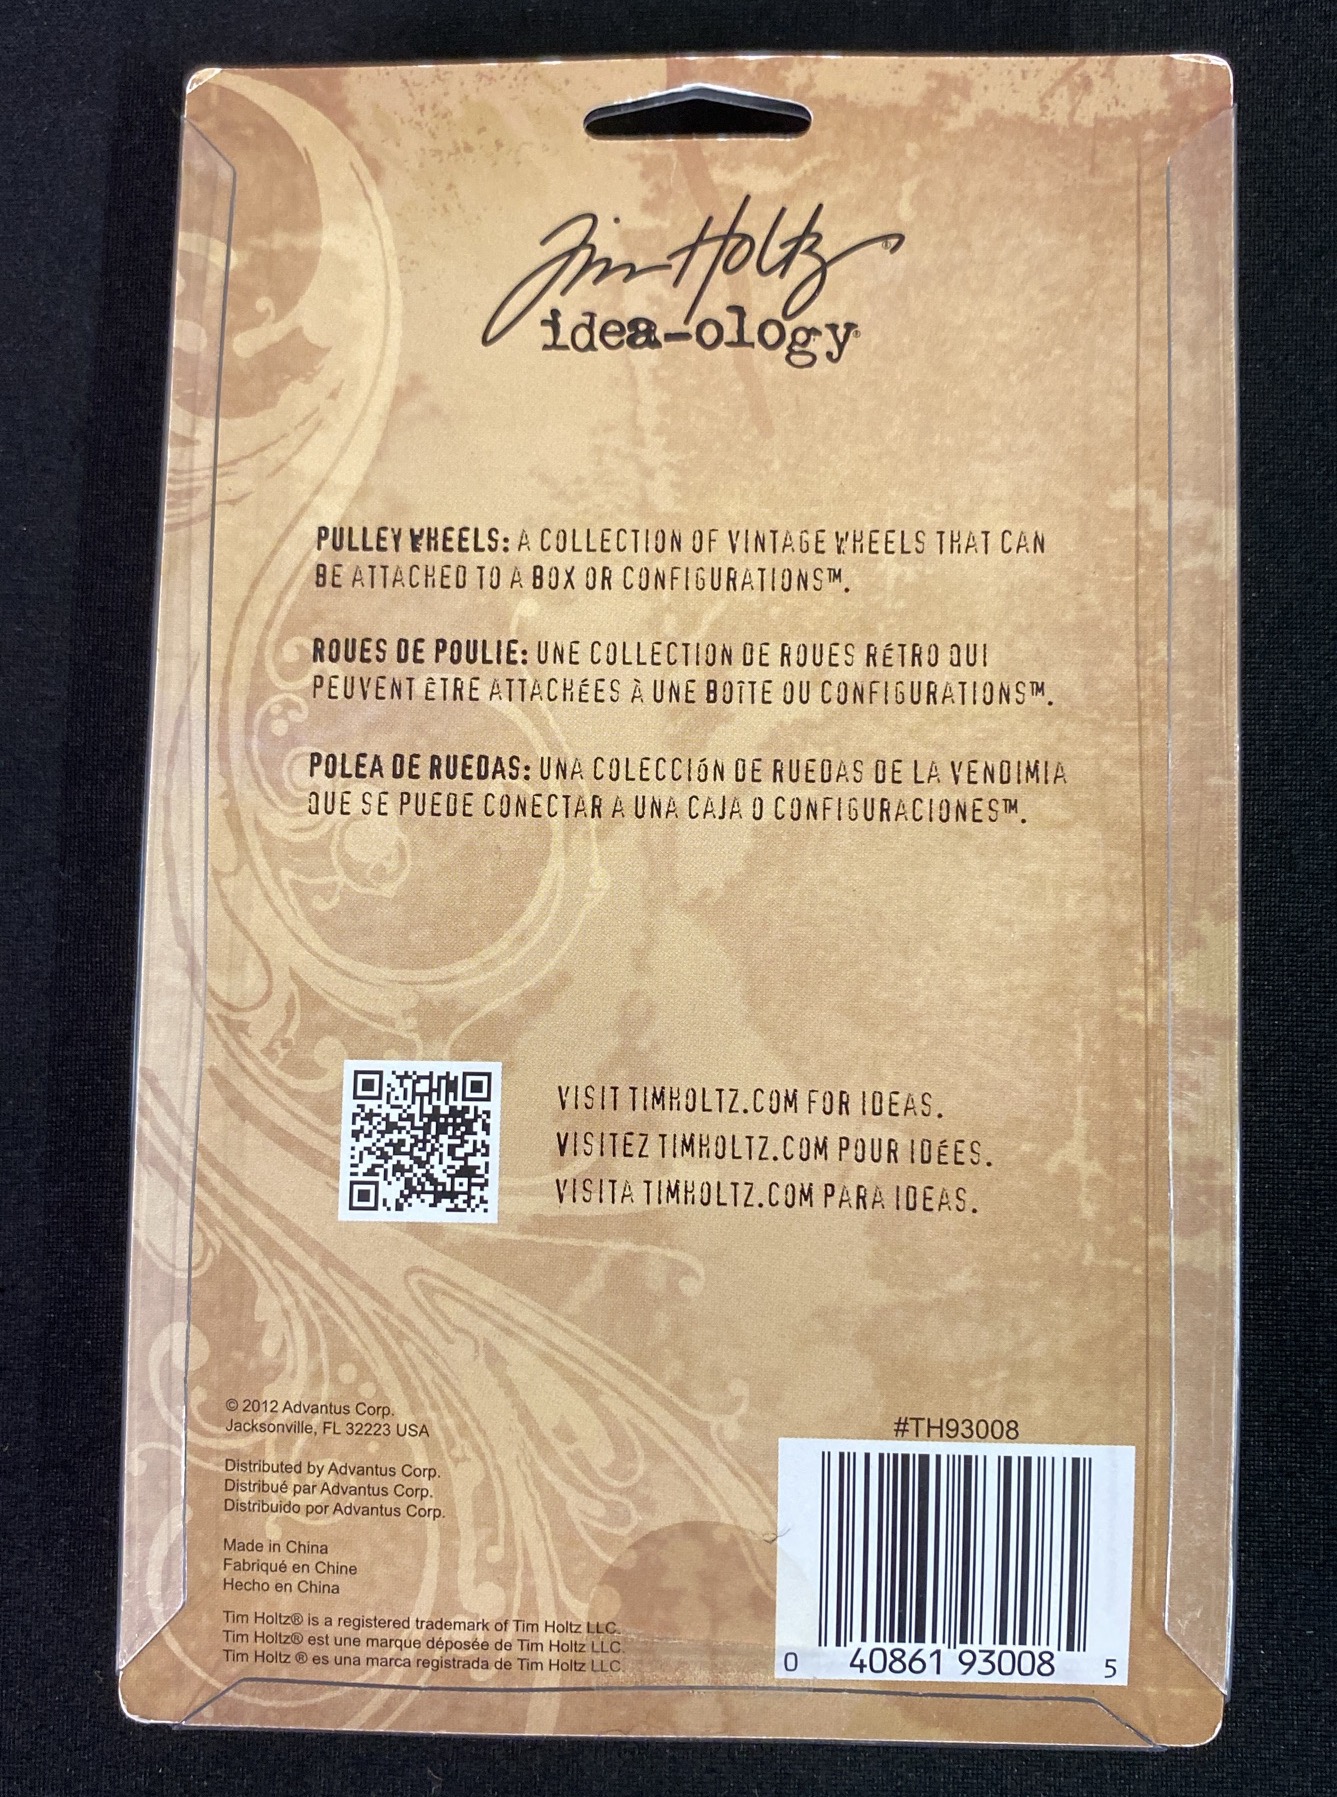 Tim Holtz®
idea-ology®
PULLEY WHEELS: A COLLECTION OF VINTAGE WHEELS THAT CAN
BE ATTACHED TO A BOX OR CONFIGURATIONS™.
ROUES DE POULIE: UNE COLLECTION DE ROUES RÉTRO QUI
PEUVENT ÊTRE ATTACHÉES À UNE BOÎTE OU CONFIGURATIONS™.
POLEA DE RUEDAS: UNA COLECCIÓN DE RUEDAS DE LA VENDIMIA
QUE SE PUEDE CONECTAR A UNA CAJA O CONFIGURACIONES™.
VISIT TIMHOLTZ.COM FOR IDEAS.
VISITEZ TIMHOLTZ.COM POUR IDÉES.
VISITA TIMHOLTZ.COM PARA IDEAS.
© 2012 Advantus Corp.
Jacksonville, FL 32223 USA
Distributed by Advantus Corp.
Distribué par Advantus Corp.
Distribuido por Advantus Corp.
Made in China
Fabriqué en Chine
Hecho en China
Tim Holtz® is a registered trademark of Tim Holtz LLC.
Tim Holtz® est une marque déposée de Tim Holtz LLC.
Tim Holtz ® es una marca registrada de Tim Holtz LLC.
#TH93008
0 40861 93008 5